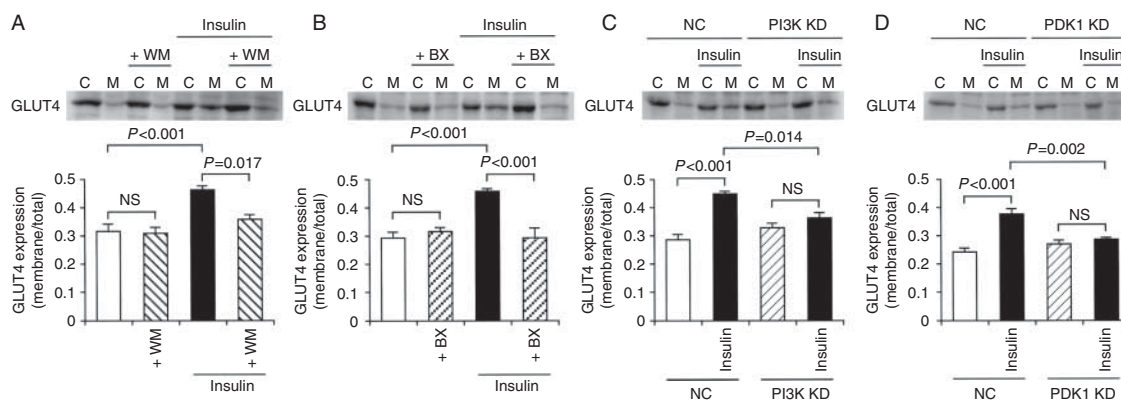 A
Insulin
+ WM
+ WM
C M C M C M C M
GLUT4
P<0.001
P=0.017
NS
GLUT4 expression
(membrane/total)
0.5
0.4
0.3
0.2
0.1
0
+ WM
+ WM
Insulin
B
Insulin
+ BX
+ BX
C M C M C M C M
GLUT4
P<0.001
P<0.001
NS
GLUT4 expression
(membrane/total)
0.5
0.4
0.3
0.2
0.1
0
+ BX
+ BX
Insulin
C
NC PI3K KD
Insulin Insulin
C M C M C M C M
GLUT4
P=0.014
P<0.001
NS
GLUT4 expression
(membrane/total)
0.5
0.4
0.3
0.2
0.1
0
Insulin
Insulin
NC PI3K KD
D
NC PDK1 KD
Insulin Insulin
C M C M C M C M
GLUT4
P=0.002
P<0.001
NS
GLUT4 expression
(membrane/total)
0.5
0.4
0.3
0.2
0.1
0
Insulin
Insulin
NC PDK1 KD